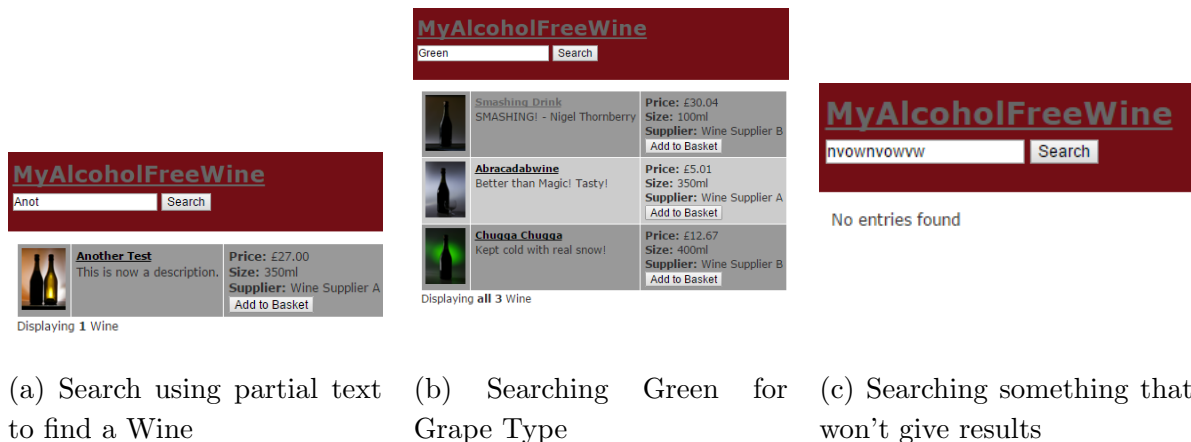 MyAlcoholFreeWine
Anot Search
Another Test
This is now a description.
Price: £27.00
Size: 350ml
Supplier: Wine Supplier A
Add to Basket
Displaying 1 Wine
(a) Search using partial text
to find a Wine
MyAlcoholFreeWine
Green Search
Smashing Drink
SMASHING! - Nigel Thornberry
Price: £30.04
Size: 100ml
Supplier: Wine Supplier B
Add to Basket
Abracadabwine
Better than Magic! Tasty!
Price: £5.01
Size: 350ml
Supplier: Wine Supplier A
Add to Basket
Chugga Chugga
Kept cold with real snow!
Price: £12.67
Size: 400ml
Supplier: Wine Supplier B
Add to Basket
Displaying all 3 Wine
(b) Searching Green for
Grape Type
MyAlcoholFreeWine
nvownvowvw Search
No entries found
(c) Searching something that
won't give results